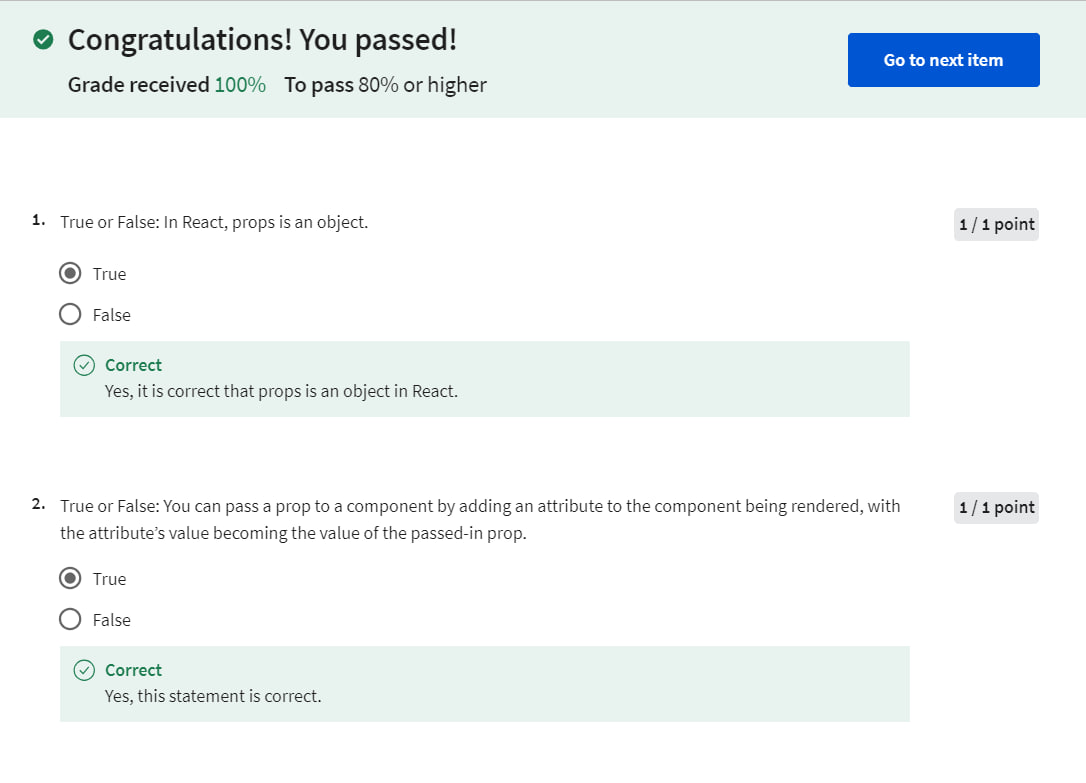 Congratulations! You passed!
Grade received 100% To pass 80% or higher
Go to next item
1. True or False: In React, props is an object.
1 / 1 point
True
False
Correct
Yes, it is correct that props is an object in React.
2. True or False: You can pass a prop to a component by adding an attribute to the component being rendered, with
the attribute’s value becoming the value of the passed-in prop.
1 / 1 point
True
False
Correct
Yes, this statement is correct.